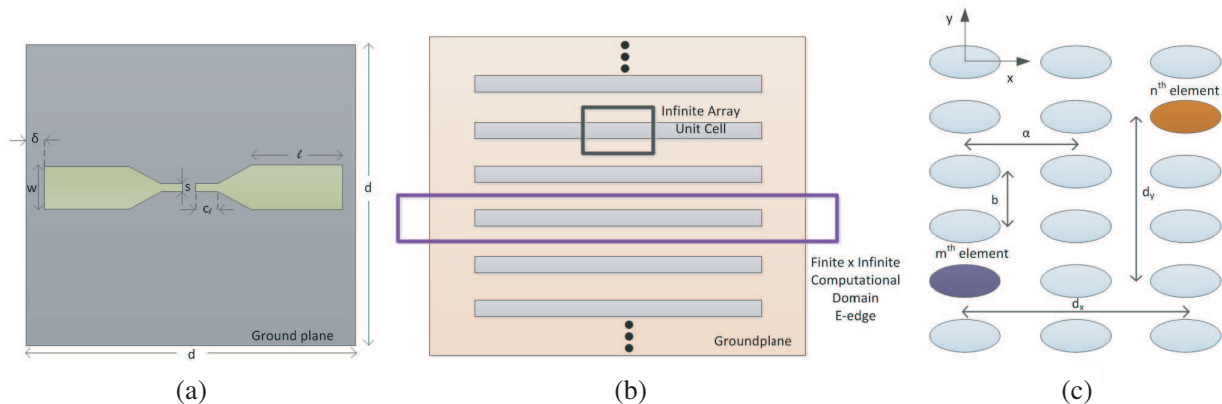 δ
w
s
cℓ
ℓ
d
Ground plane
d
(a)
Infinite Array
Unit Cell
Finite x Infinite
Computational
Domain
E-edge
Groundplane
(b)
y
x
nth element
α
b
dy
mth element
dx
(c)